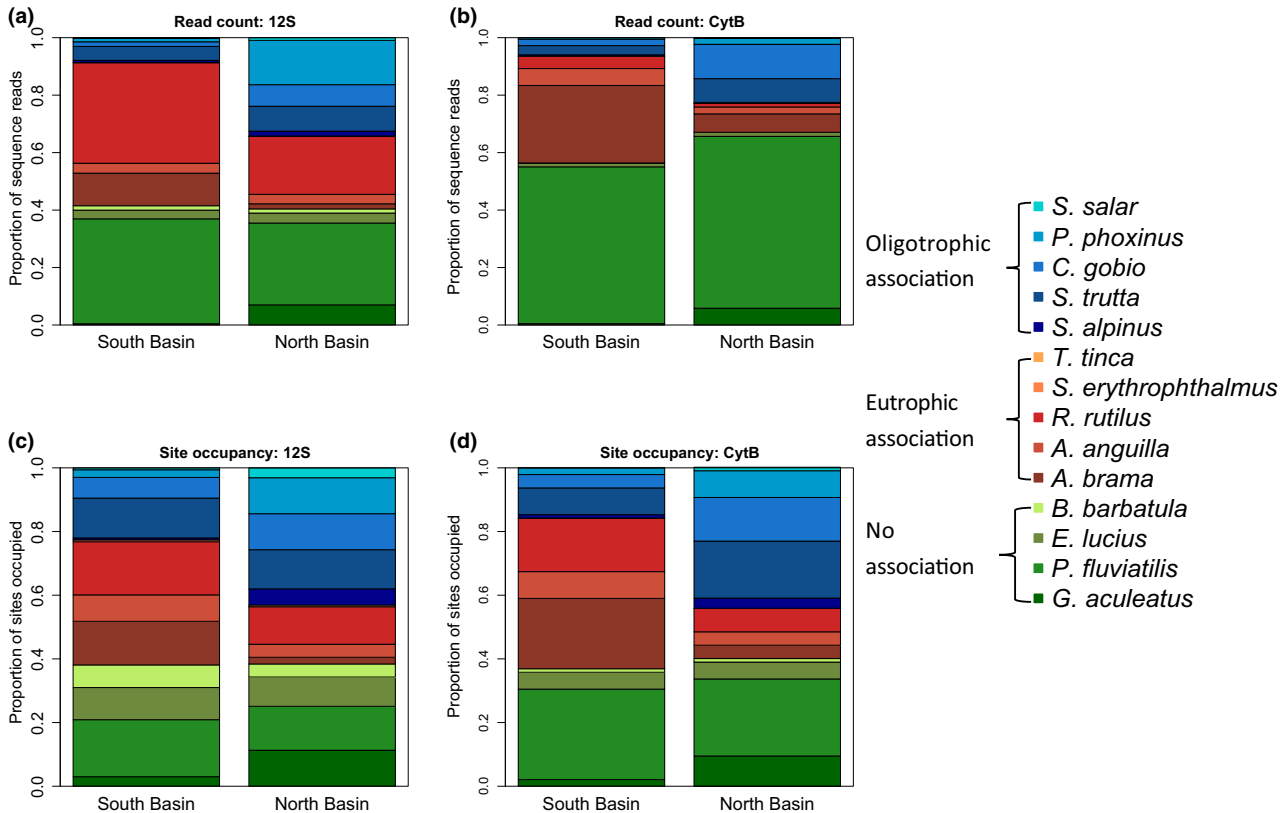 (a)
Read count: 12S
Proportion of sequence reads
0.0 0.2 0.4 0.6 0.8 1.0
South Basin North Basin
(b)
Read count: CytB
Proportion of sequence reads
0.0 0.2 0.4 0.6 0.8 1.0
South Basin North Basin
(c)
Site occupancy: 12S
Proportion of sites occupied
0.0 0.2 0.4 0.6 0.8 1.0
South Basin North Basin
(d)
Site occupancy: CytB
Proportion of sites occupied
0.0 0.2 0.4 0.6 0.8 1.0
South Basin North Basin
Oligotrophic
association
S. salar
P. phoxinus
C. gobio
S. trutta
S. alpinus
Eutrophic
association
T. tinca
S. erythrophthalmus
R. rutilus
A. anguilla
A. brama
No
association
B. barbatula
E. lucius
P. fluviatilis
G. aculeatus